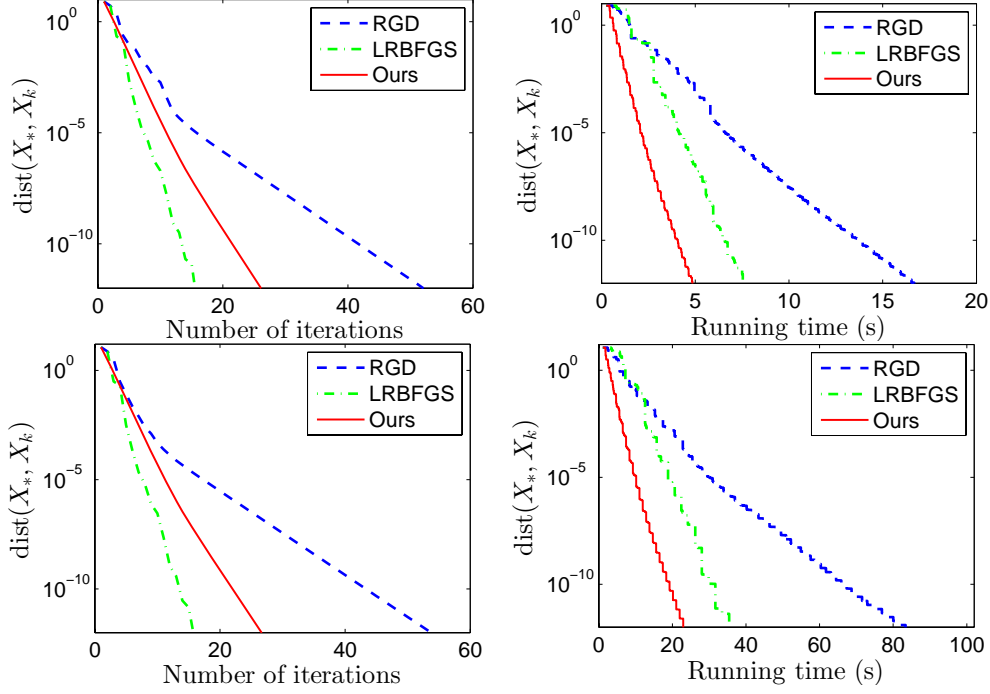 10^0
10^-5
10^-10
dist(X_*, X_k)
0
20
40
60
Number of iterations
RGD
LRBFGS
Ours
10^0
10^-5
10^-10
dist(X_*, X_k)
0
5
10
15
20
Running time (s)
RGD
LRBFGS
Ours
10^0
10^-5
10^-10
dist(X_*, X_k)
0
20
40
60
Number of iterations
RGD
LRBFGS
Ours
10^0
10^-5
10^-10
dist(X_*, X_k)
0
20
40
60
80
100
Running time (s)
RGD
LRBFGS
Ours